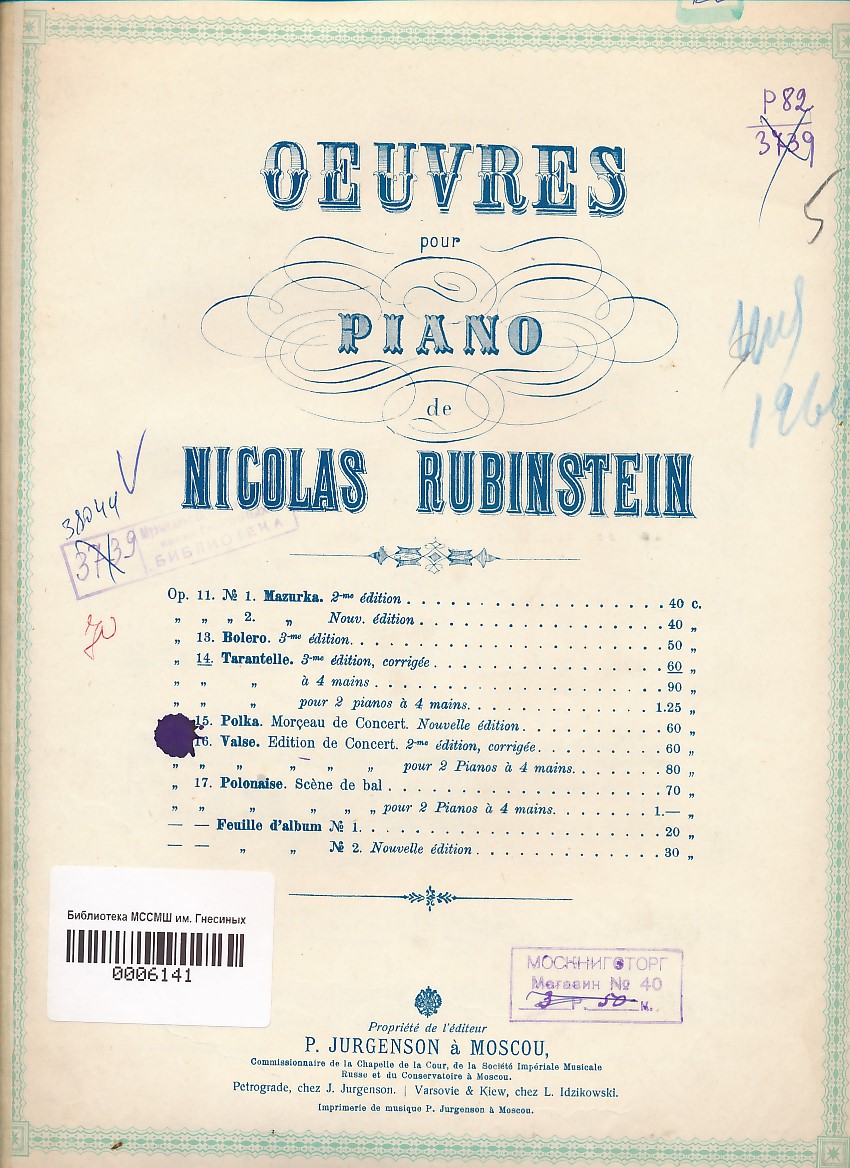 P 82
3739
5
OEUVRES
pour
PIANO
de
NICOLAS RUBINSTEIN
38044
3739
БИБЛИОТЕКА
Op. 11. № 1. Mazurka. 2-me édition . . . . . . . . . . . . . . . . . . 40 c.
„ „ „ 2. „ Nouv. édition . . . . . . . . . . . . . . . . . . 40 „
„ 13. Bolero. 3-me édition. . . . . . . . . . . . . . . . . . . . . 50 „
„ 14. Tarantelle. 3-me édition, corrigée . . . . . . . . . . . . . . . . 60 „
„ „ „ à 4 mains . . . . . . . . . . . . . . . . . . . . 90 „
„ „ „ pour 2 pianos à 4 mains. . . . . . . . . . . . . . 1.25 „
15. Polka. Morçeau de Concert. Nouvelle édition . . . . . . . . . . 60 „
16. Valse. Edition de Concert. 2-me édition, corrigée . . . . . . . . . 60 „
„ „ „ „ „ „ pour 2 Pianos à 4 mains. . . . . . . 80 „
„ 17. Polonaise. Scène de bal . . . . . . . . . . . . . . . . . . . 70 „
„ „ „ „ „ „ pour 2 Pianos à 4 mains. . . . . . . . 1.— „
— — Feuille d'album № 1. . . . . . . . . . . . . . . . . . . . . 20 „
— — „ „ № 2. Nouvelle édition . . . . . . . . . . . . . 30 „
Библиотека МССМШ им. Гнесиных
0006141
МОСКНИГОТОРГ
Магазин № 40
3 Р. 50 к.
Propriété de l'éditeur
P. JURGENSON à MOSCOU,
Commissionnaire de la Chapelle de la Cour, de la Société Impériale Musicale
Russe et du Conservatoire à Moscou.
Petrograde, chez J. Jurgenson. | Varsovie & Kiew, chez L. Idzikowski.
Imprimerie de musique P. Jurgenson à Moscou.